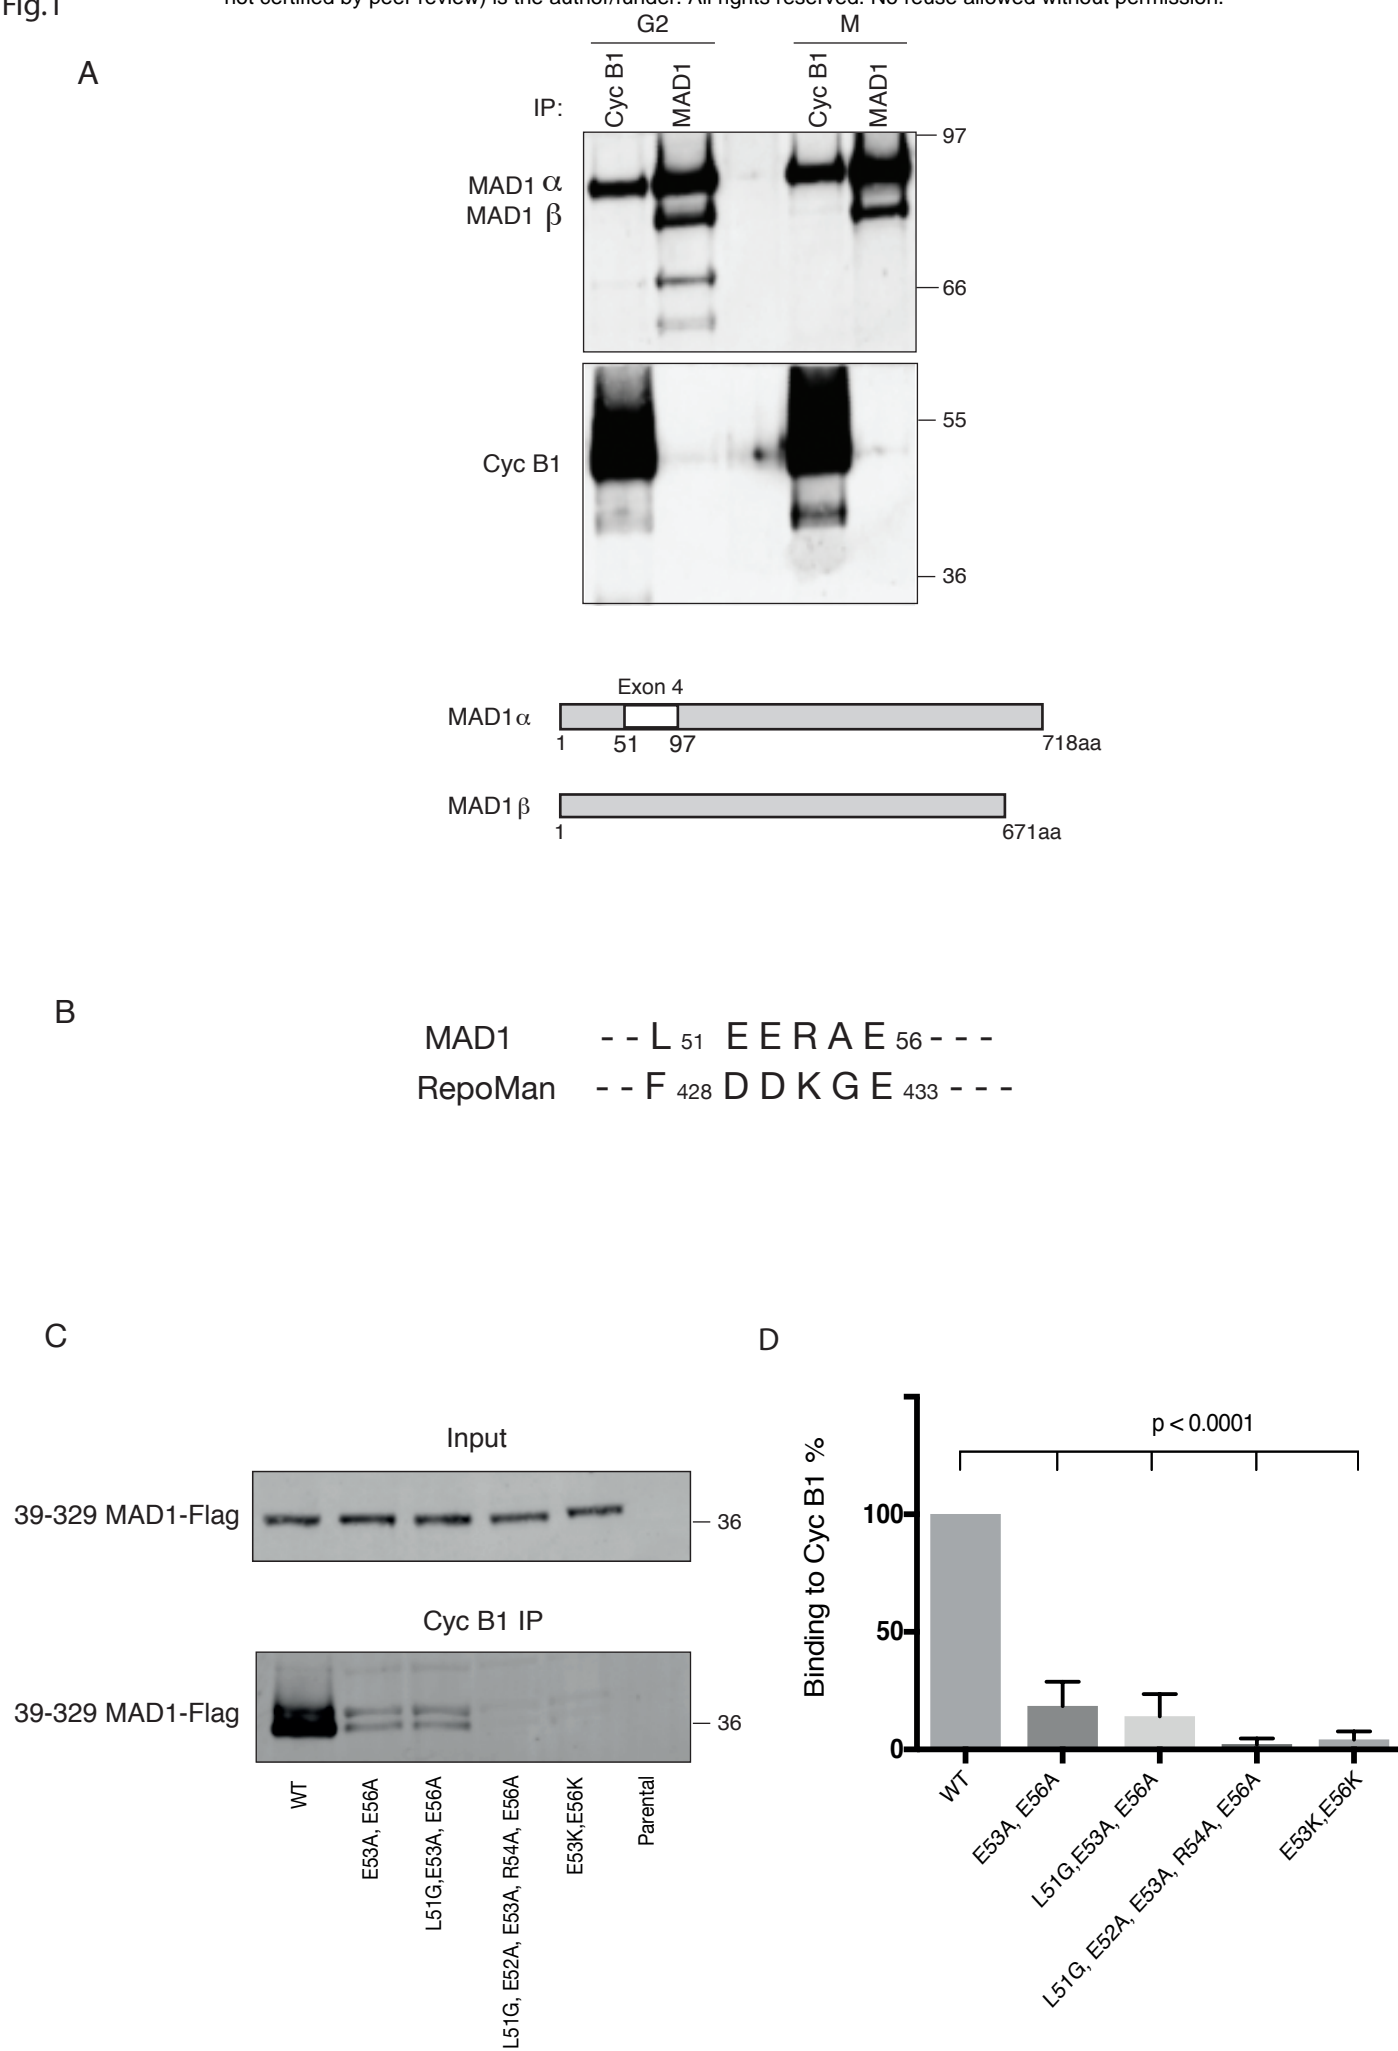 Fig.1
not certified by peer review) is the author/funder. All rights reserved. No reuse allowed without permission.
A
G2 M
IP: Cyc B1 MAD1 Cyc B1 MAD1
97
MAD1 α
MAD1 β
66
55
Cyc B1
36
Exon 4
MAD1α
1 51 97 718aa
MAD1β
1 671aa
B
MAD1 - - L 51 E E R A E 56 - - -
RepoMan - - F 428 D D K G E 433 - - -
C
Input
39-329 MAD1-Flag
36
Cyc B1 IP
39-329 MAD1-Flag
36
WT
E53A, E56A
L51G,E53A, E56A
L51G, E52A, E53A, R54A, E56A
E53K,E56K
Parental
D
p < 0.0001
Binding to Cyc B1 %
100
50
0
WT
E53A, E56A
L51G,E53A, E56A
L51G, E52A, E53A, R54A, E56A
E53K,E56K